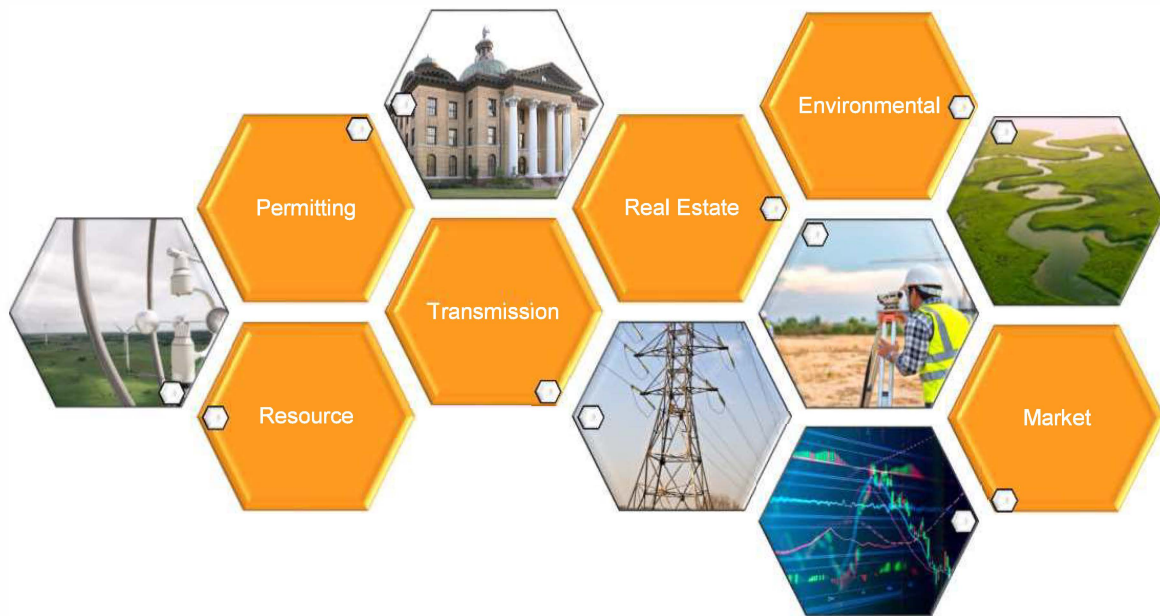 Environmental
Permitting
Real Estate
Transmission
Resource
Market